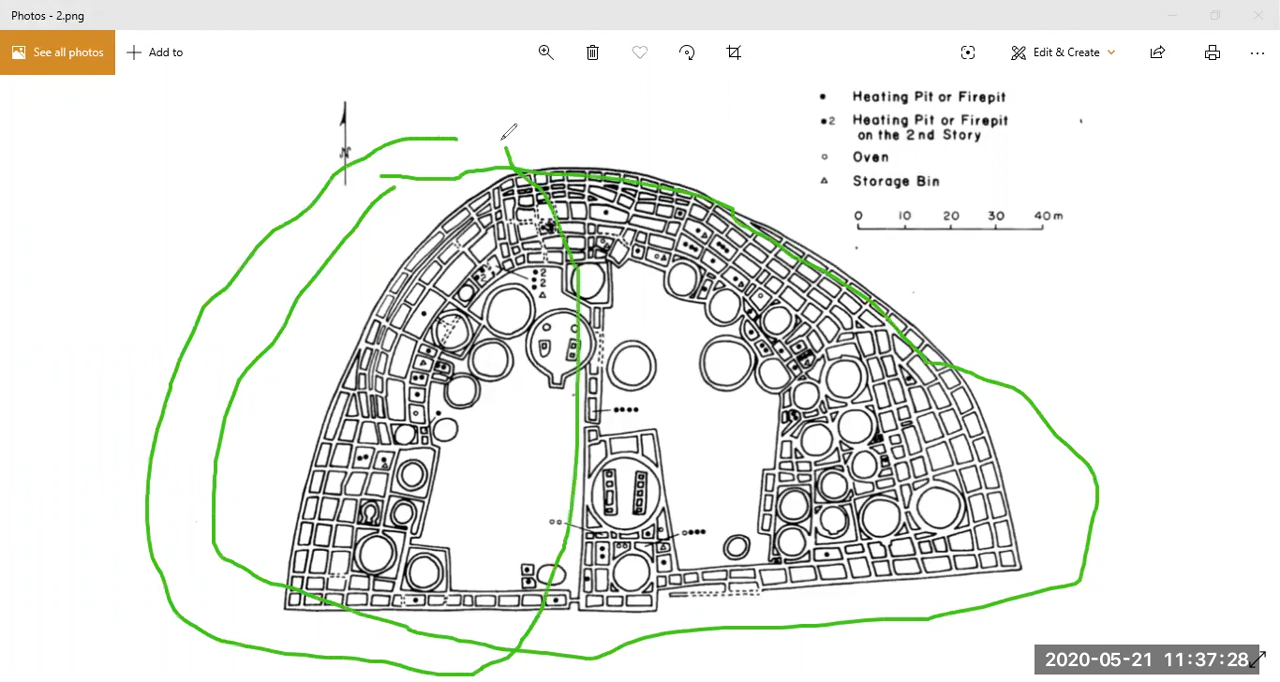 Photos - 2.png
See all photos
Add to
Edit & Create
N
Heating Pit or Firepit
2 Heating Pit or Firepit
on the 2nd Story
Oven
Storage Bin
0 10 20 30 40 m
2
2
2
2020-05-21 11:37:28